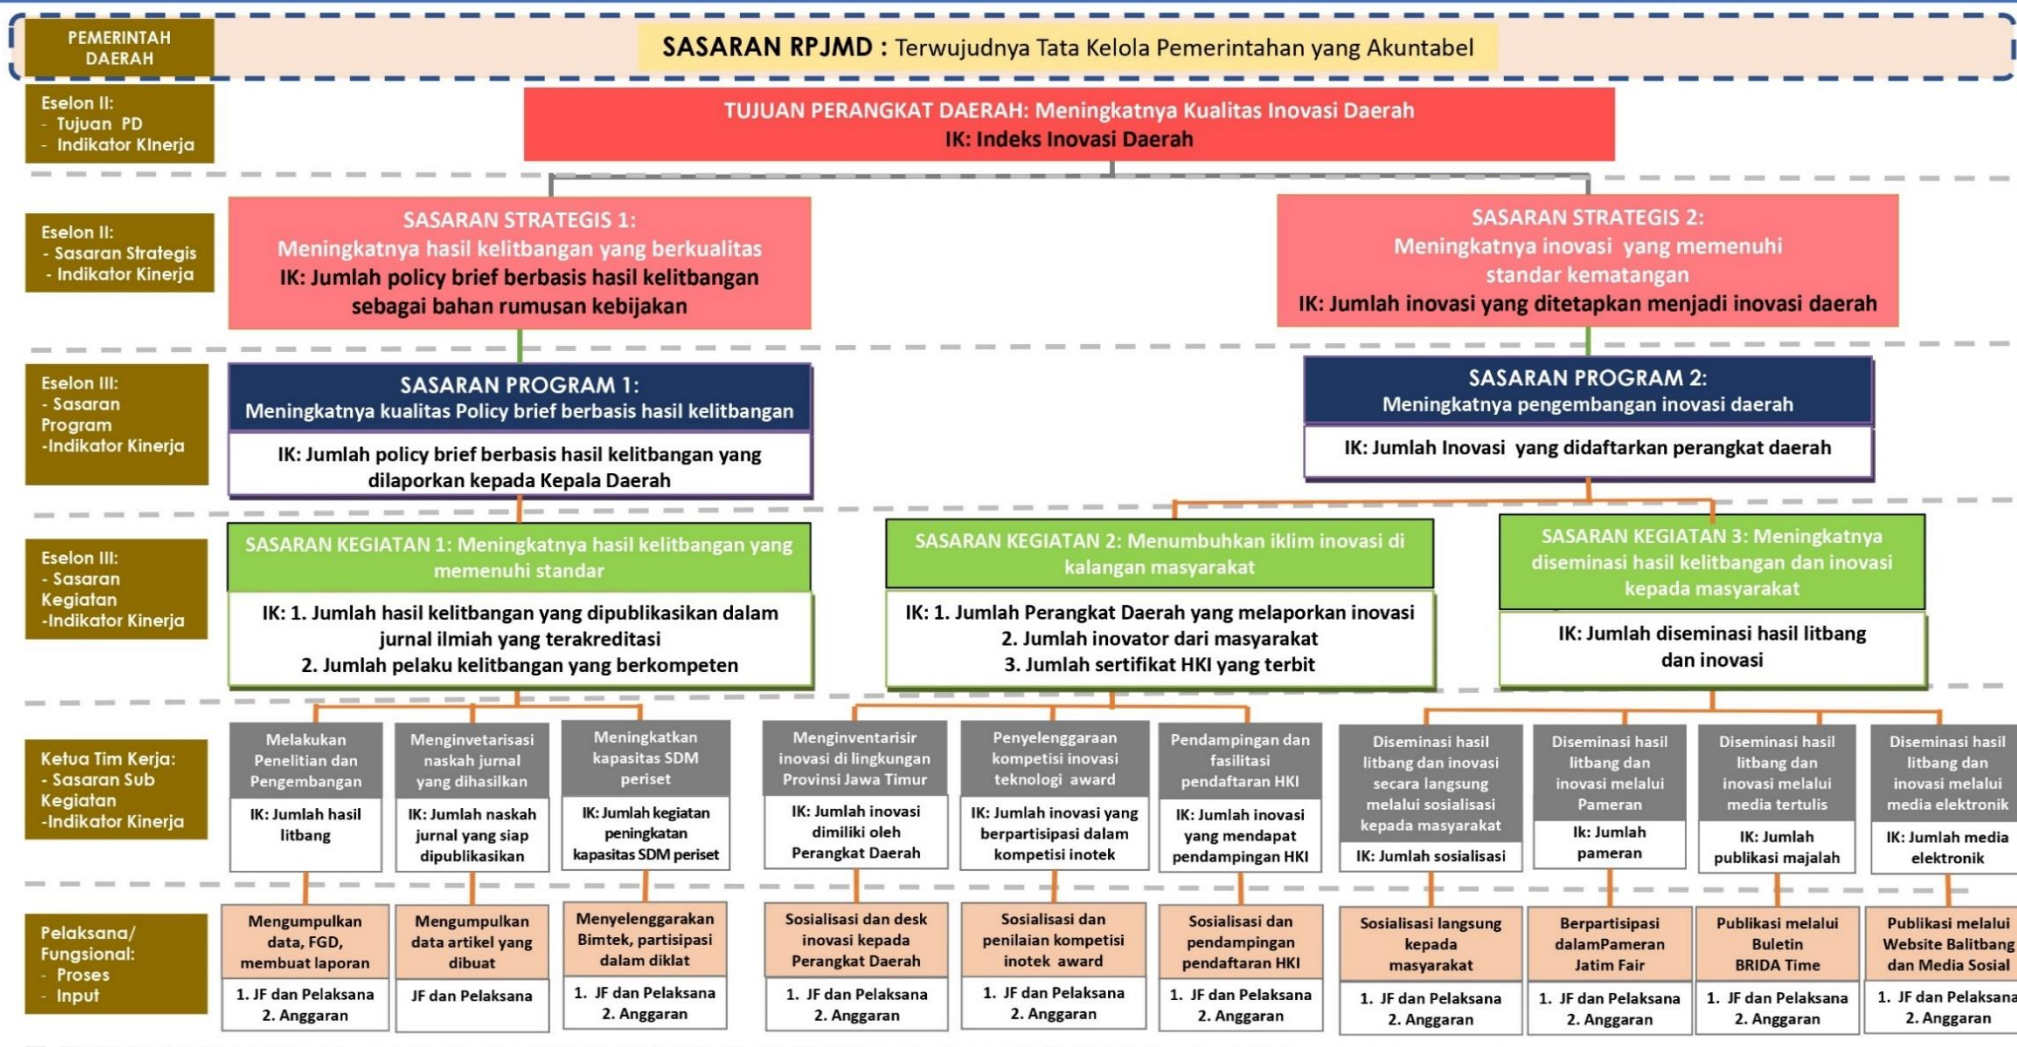 PEMERINTAH
DAERAH
SASARAN RPJMD : Terwujudnya Tata Kelola Pemerintahan yang Akuntabel
Eselon II:
- Tujuan PD
- Indikator KInerja
TUJUAN PERANGKAT DAERAH: Meningkatnya Kualitas Inovasi Daerah
IK: Indeks Inovasi Daerah
Eselon II:
- Sasaran Strategis
- Indikator Kinerja
SASARAN STRATEGIS 1:
Meningkatnya hasil kelitbangan yang berkualitas
IK: Jumlah policy brief berbasis hasil kelitbangan
sebagai bahan rumusan kebijakan
SASARAN STRATEGIS 2:
Meningkatnya inovasi yang memenuhi
standar kematangan
IK: Jumlah inovasi yang ditetapkan menjadi inovasi daerah
Eselon III:
- Sasaran
Program
-Indikator Kinerja
SASARAN PROGRAM 1:
Meningkatnya kualitas Policy brief berbasis hasil kelitbangan
IK: Jumlah policy brief berbasis hasil kelitbangan yang
dilaporkan kepada Kepala Daerah
SASARAN PROGRAM 2:
Meningkatnya pengembangan inovasi daerah
IK: Jumlah Inovasi yang didaftarkan perangkat daerah
Eselon III:
- Sasaran
Kegiatan
-Indikator Kinerja
SASARAN KEGIATAN 1: Meningkatnya hasil kelitbangan yang
memenuhi standar
IK: 1. Jumlah hasil kelitbangan yang dipublikasikan dalam
jurnal ilmiah yang terakreditasi
2. Jumlah pelaku kelitbangan yang berkompeten
SASARAN KEGIATAN 2: Menumbuhkan iklim inovasi di
kalangan masyarakat
IK: 1. Jumlah Perangkat Daerah yang melaporkan inovasi
2. Jumlah inovator dari masyarakat
3. Jumlah sertifikat HKI yang terbit
SASARAN KEGIATAN 3: Meningkatnya
diseminasi hasil kelitbangan dan inovasi
kepada masyarakat
IK: Jumlah diseminasi hasil litbang
dan inovasi
Ketua Tim Kerja:
- Sasaran Sub
Kegiatan
-Indikator Kinerja
Melakukan
Penelitian dan
Pengembangan
IK: Jumlah hasil
litbang
Menginvetarisasi
naskah jurnal
yang dihasilkan
IK: Jumlah naskah
jurnal yang siap
dipublikasikan
Meningkatkan
kapasitas SDM
periset
IK: Jumlah kegiatan
peningkatan
kapasitas SDM periset
Menginventarisir
inovasi di lingkungan
Provinsi Jawa Timur
IK: Jumlah inovasi
dimiliki oleh
Perangkat Daerah
Penyelenggaraan
kompetisi inovasi
teknologi award
IK: Jumlah inovasi yang
berpartisipasi dalam
kompetisi inotek
Pendampingan dan
fasilitasi
pendaftaran HKI
IK: Jumlah inovasi
yang mendapat
pendampingan HKI
Diseminasi hasil
litbang dan inovasi
secara langsung
melalui sosialisasi
kepada masyarakat
IK: Jumlah sosialisasi
Diseminasi hasil
litbang dan
inovasi melalui
Pameran
Ik: Jumlah
pameran
Diseminasi hasil
litbang dan
inovasi melalui
media tertulis
IK: Jumlah
publikasi majalah
Diseminasi hasil
litbang dan
inovasi melalui
media elektronik
IK: Jumlah media
elektronik
Pelaksana/
Fungsional:
- Proses
- Input
Mengumpulkan
data, FGD,
membuat laporan
1. JF dan Pelaksana
2. Anggaran
Mengumpulkan
data artikel yang
dibuat
JF dan Pelaksana
Menyelenggarakan
Bimtek, partisipasi
dalam diklat
1. JF dan Pelaksana
2. Anggaran
Sosialisasi dan desk
inovasi kepada
Perangkat Daerah
1. JF dan Pelaksana
2. Anggaran
Sosialisasi dan
penilaian kompetisi
inotek award
1. JF dan Pelaksana
2. Anggaran
Sosialisasi dan
pendampingan
pendaftaran HKI
1. JF dan Pelaksana
2. Anggaran
Sosialisasi langsung
kepada
masyarakat
1. JF dan Pelaksana
2. Anggaran
Berpartisipasi
dalamPameran
Jatim Fair
1. JF dan Pelaksana
2. Anggaran
Publikasi melalui
Buletin
BRIDA Time
1. JF dan Pelaksana
2. Anggaran
Publikasi melalui
Website Balitbang
dan Media Sosial
1. JF dan Pelaksana
2. Anggaran